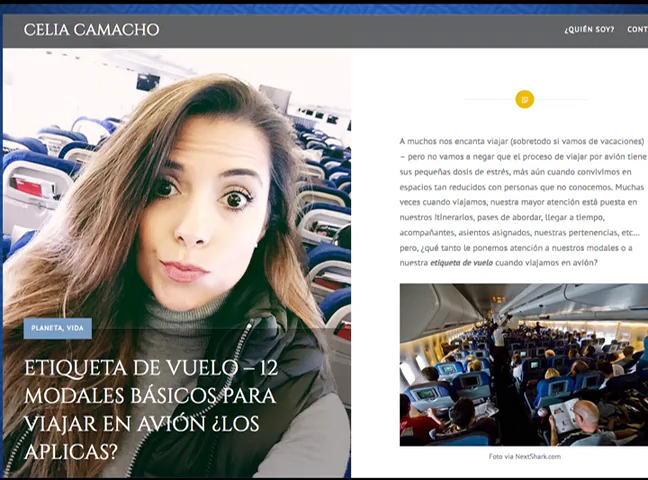 CELIA CAMACHO
¿QUIÉN SOY? CONT
PLANETA, VIDA
ETIQUETA DE VUELO – 12
MODALES BÁSICOS PARA
VIAJAR EN AVIÓN ¿LOS
APLICAS?
A muchos nos encanta viajar (sobretodo si vamos de vacaciones)
– pero no vamos a negar que el proceso de viajar por avión tiene
sus pequeñas dosis de estrés, más aún cuando convivimos en
espacios tan reducidos con personas que no conocemos. Muchas
veces cuando viajamos, nuestra mayor atención está puesta en
nuestros itinerarios, pases de abordar, llegar a tiempo,
acompañantes, asientos asignados, nuestras pertenencias, etc...
pero, ¿qué tanto le ponemos atención a nuestros modales o a
nuestra etiqueta de vuelo cuando viajamos en avión?
Foto via NextShark.com